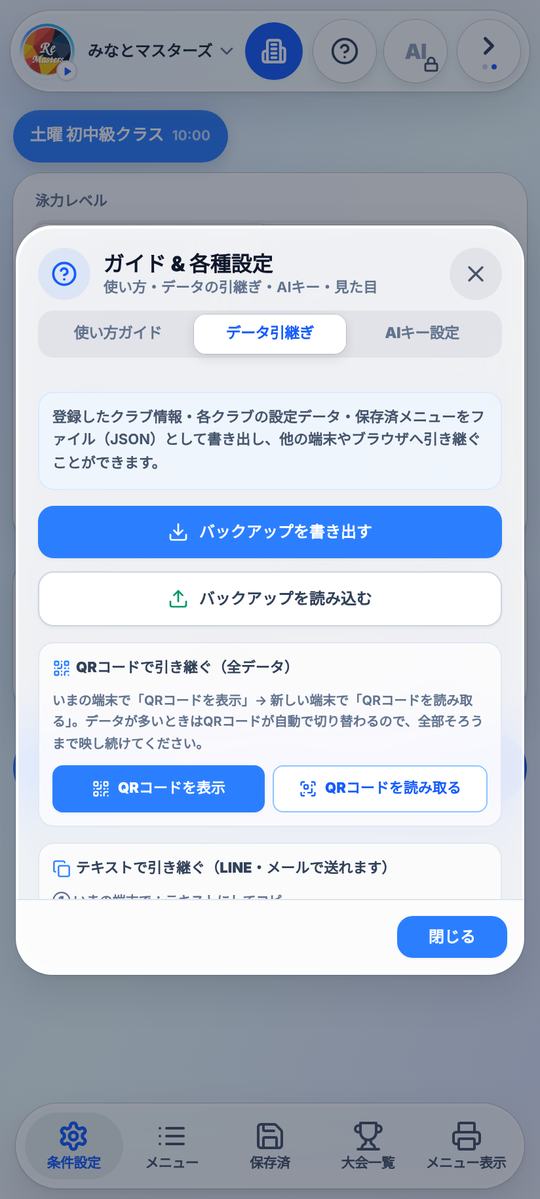 Re
Masters
みなとマスターズ
AI
土曜 初中級クラス 10:00
泳力レベル
ガイド & 各種設定
使い方・データの引継ぎ・AIキー・見た目
使い方ガイド
データ引継ぎ
AIキー設定
登録したクラブ情報・各クラブの設定データ・保存済メニューをフ
ァイル（JSON）として書き出し、他の端末やブラウザへ引き継ぐ
ことができます。
バックアップを書き出す
バックアップを読み込む
QRコードで引き継ぐ（全データ）
いまの端末で「QRコードを表示」→ 新しい端末で「QRコードを読み取
る」。データが多いときはQRコードが自動で切り替わるので、全部そろう
まで映し続けてください。
QRコードを表示
QRコードを読み取る
テキストで引き継ぐ（LINE・メールで送れます）
閉じる
条件設定
メニュー
保存済
大会一覧
メニュー表示